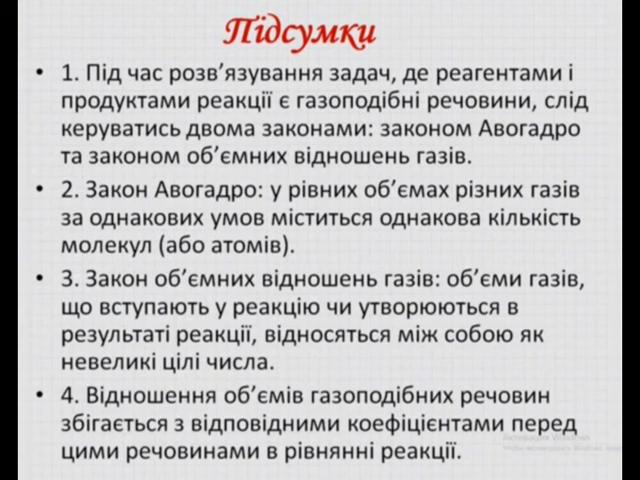 Підсумки
• 1. Під час розв’язування задач, де реагентами і
продуктами реакції є газоподібні речовини, слід
керуватись двома законами: законом Авогадро
та законом об’ємних відношень газів.
• 2. Закон Авогадро: у рівних об’ємах різних газів
за однакових умов міститься однакова кількість
молекул (або атомів).
• 3. Закон об’ємних відношень газів: об’єми газів,
що вступають у реакцію чи утворюються в
результаті реакції, відносяться між собою як
невеликі цілі числа.
• 4. Відношення об’ємів газоподібних речовин
збігається з відповідними коефіцієнтами перед
цими речовинами в рівнянні реакції.